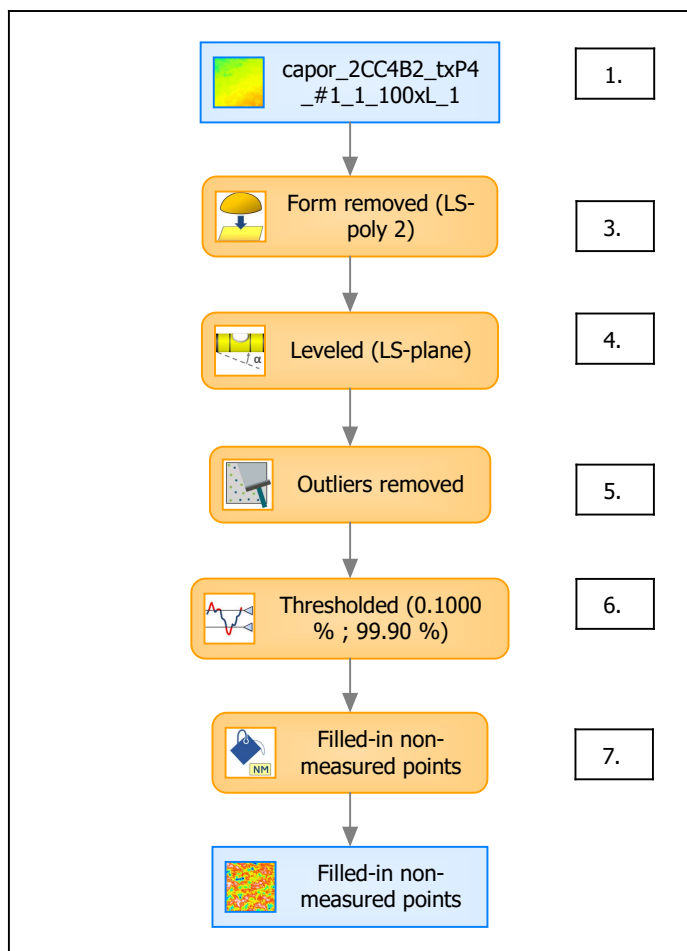 capor_2CC4B2_txP4
_#1_1_100xL_1
1.
Form removed (LS-
poly 2)
3.
α
Leveled (LS-plane)
4.
Outliers removed
5.
Thresholded (0.1000
% ; 99.90 %)
6.
Filled-in non-
measured points
NM
7.
Filled-in non-
measured points